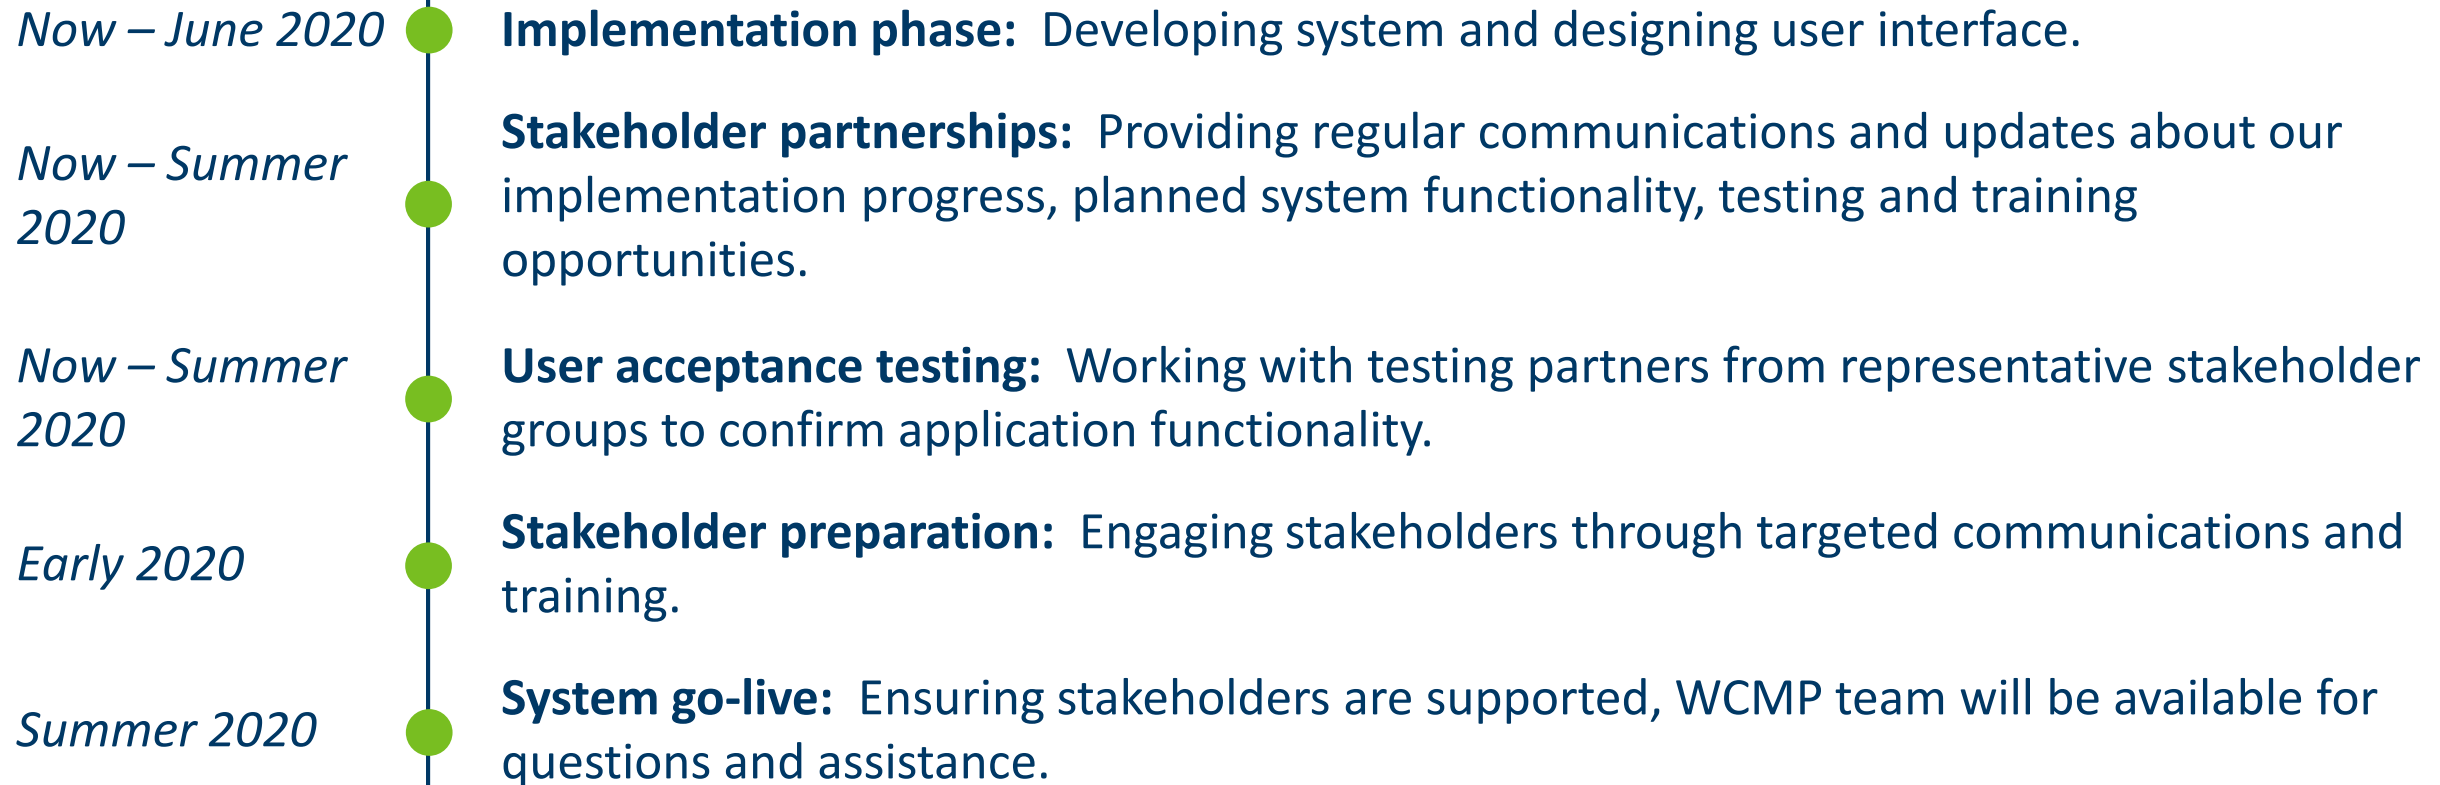 Now – June 2020
Implementation phase: Developing system and designing user interface.
Now – Summer
2020
Stakeholder partnerships: Providing regular communications and updates about our
implementation progress, planned system functionality, testing and training
opportunities.
Now – Summer
2020
User acceptance testing: Working with testing partners from representative stakeholder
groups to confirm application functionality.
Early 2020
Stakeholder preparation: Engaging stakeholders through targeted communications and
training.
Summer 2020
System go-live: Ensuring stakeholders are supported, WCMP team will be available for
questions and assistance.